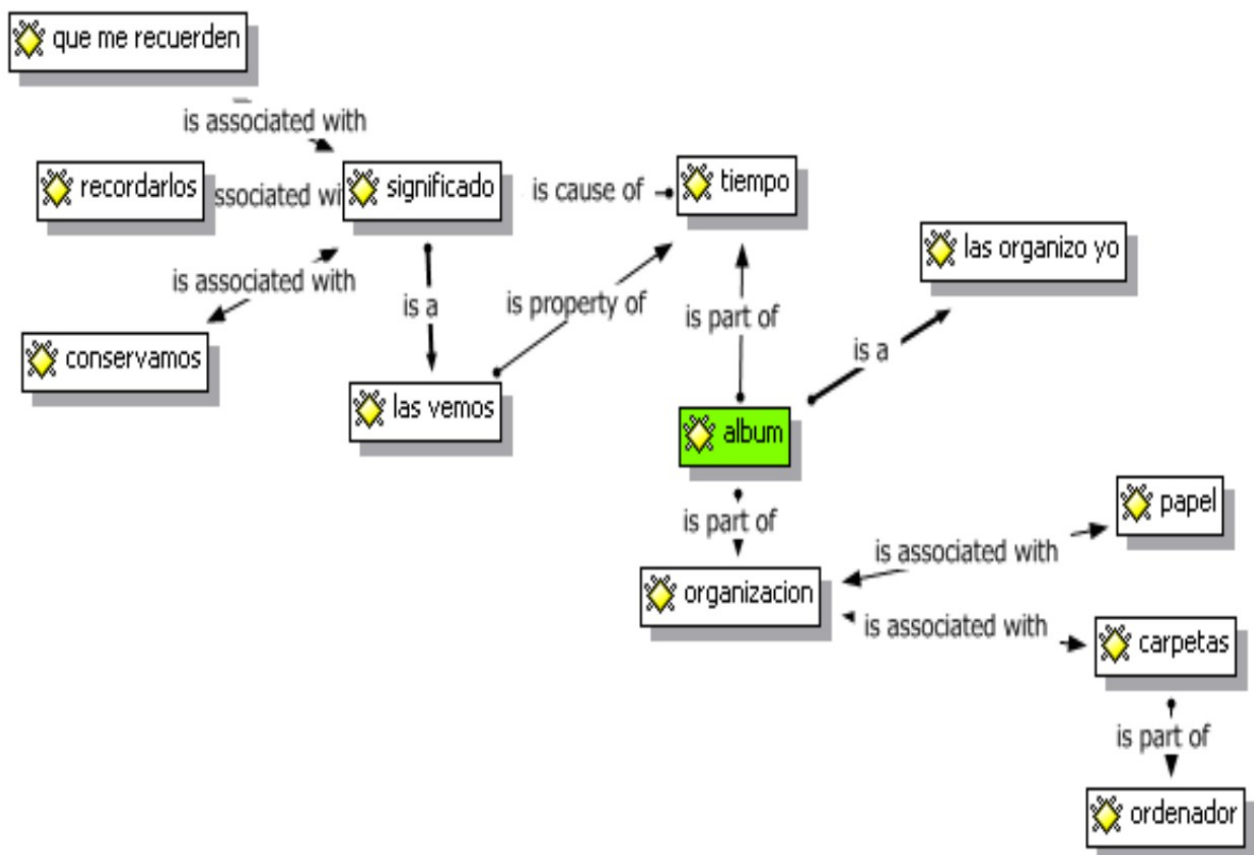 que me recuerden
is associated with
recordarlos
ssociated wi
significado
is cause of
tiempo
las organizo yo
is associated with
is a
is property of
is part of
is a
conservamos
las vemos
album
is part of
papel
is associated with
organizacion
is associated with
carpetas
is part of
ordenador